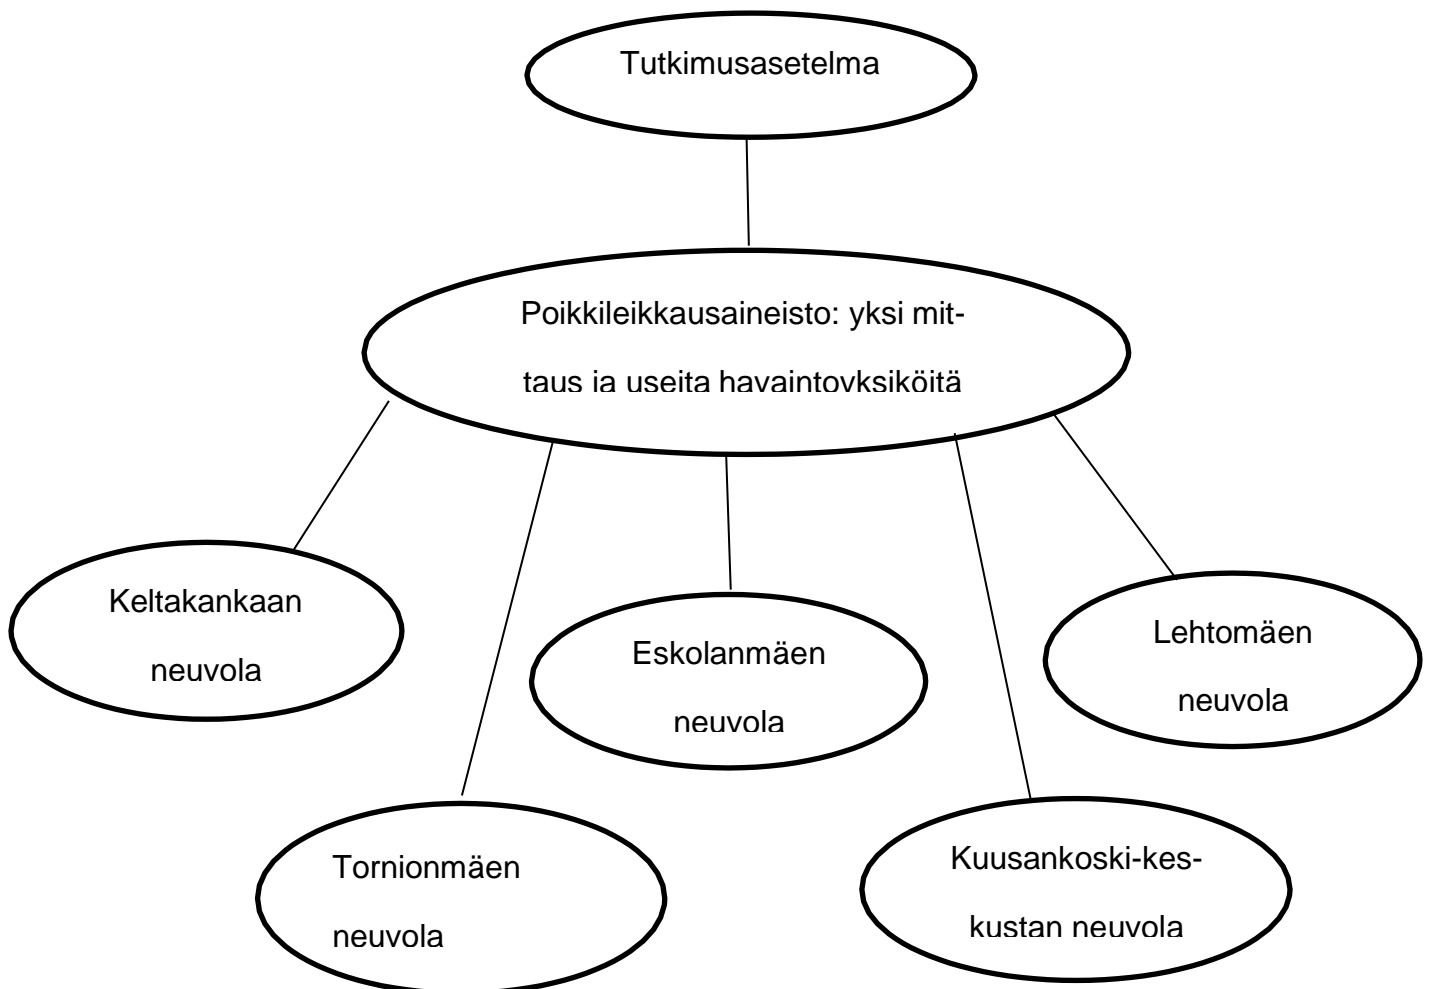 Tutkimusasetelma
Poikkileikkausaineisto: yksi mit-
taus ja useita havaintoyksiköitä
Keltakankaan
neuvola
Eskolanmäen
neuvola
Lehtomäen
neuvola
Tornionmäen
neuvola
Kuusankoski-kes-
kustan neuvola